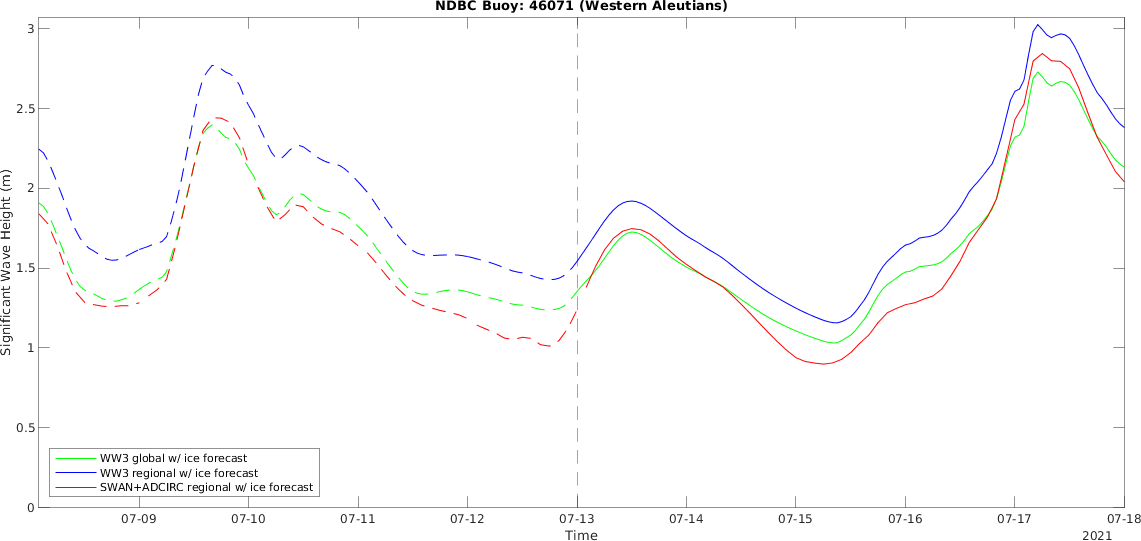 NDBC Buoy: 46071 (Western Aleutians)
Significant Wave Height (m)
3
2.5
2
1.5
1
0.5
0
WW3 global w/ ice forecast
WW3 regional w/ ice forecast
SWAN+ADCIRC regional w/ ice forecast
07-09 07-10 07-11 07-12 07-13 07-14 07-15 07-16 07-17 07-18
Time
2021